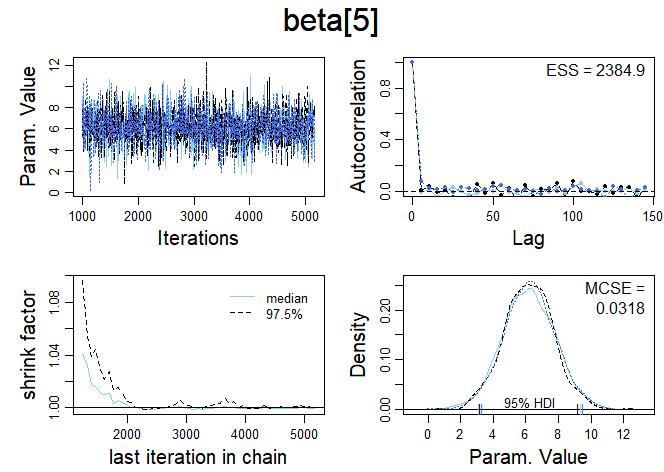 beta[5]
Param. Value
12
10
8
6
4
2
0
1000 2000 3000 4000 5000
Iterations
Autocorrelation
0.8
0.4
0.0
ESS = 2384.9
0 50 100 150
Lag
shrink factor
1.08
1.04
1.00
median
97.5%
2000 3000 4000 5000
last iteration in chain
Density
0.20
0.10
0.00
MCSE =
0.0318
95% HDI
0 2 4 6 8 10 12
Param. Value